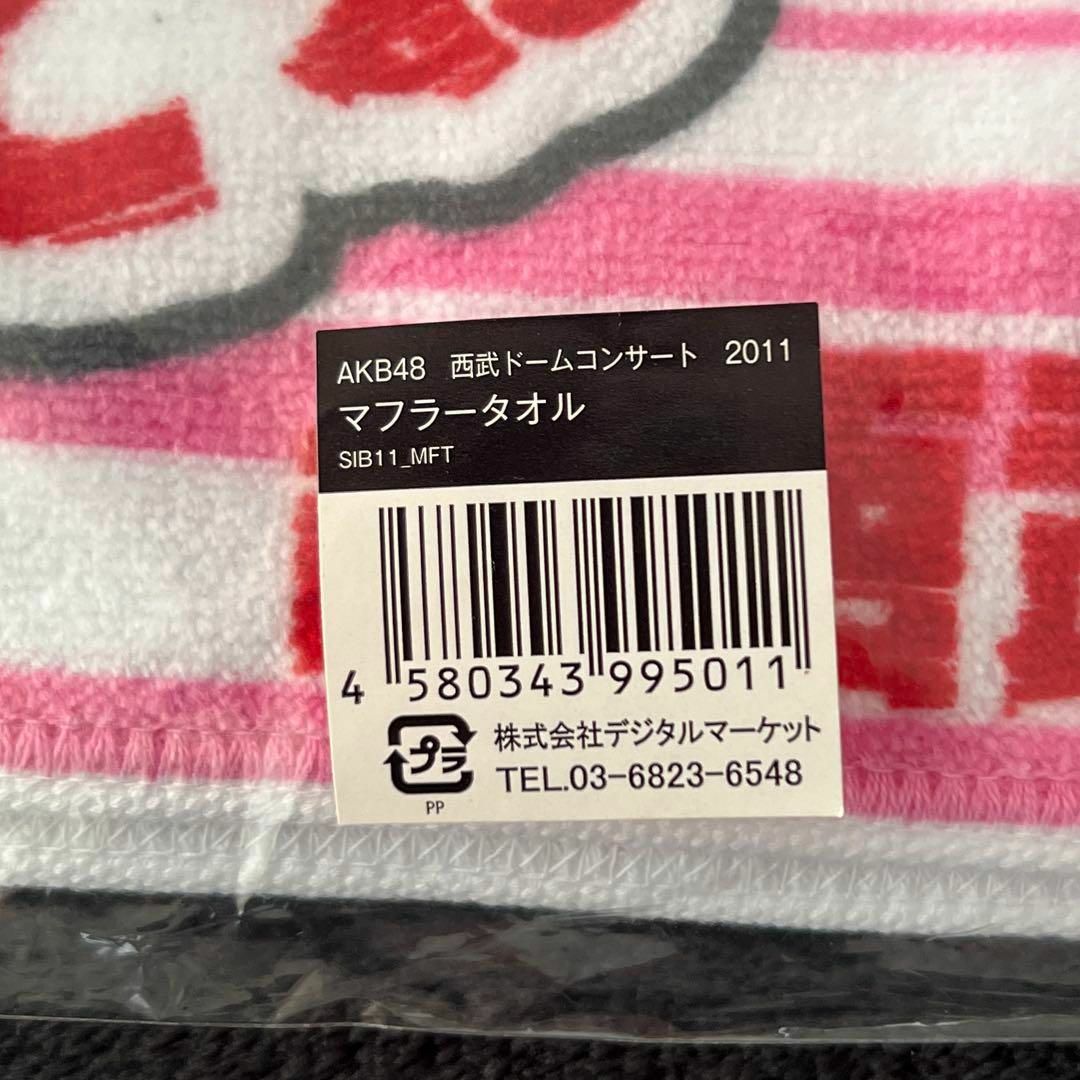 AKB48 西武ドームコンサート 2011
マフラータオル
SIB11_MFT
4 580343 995011
プラ
PP
株式会社デジタルマーケット
TEL.03-6823-6548